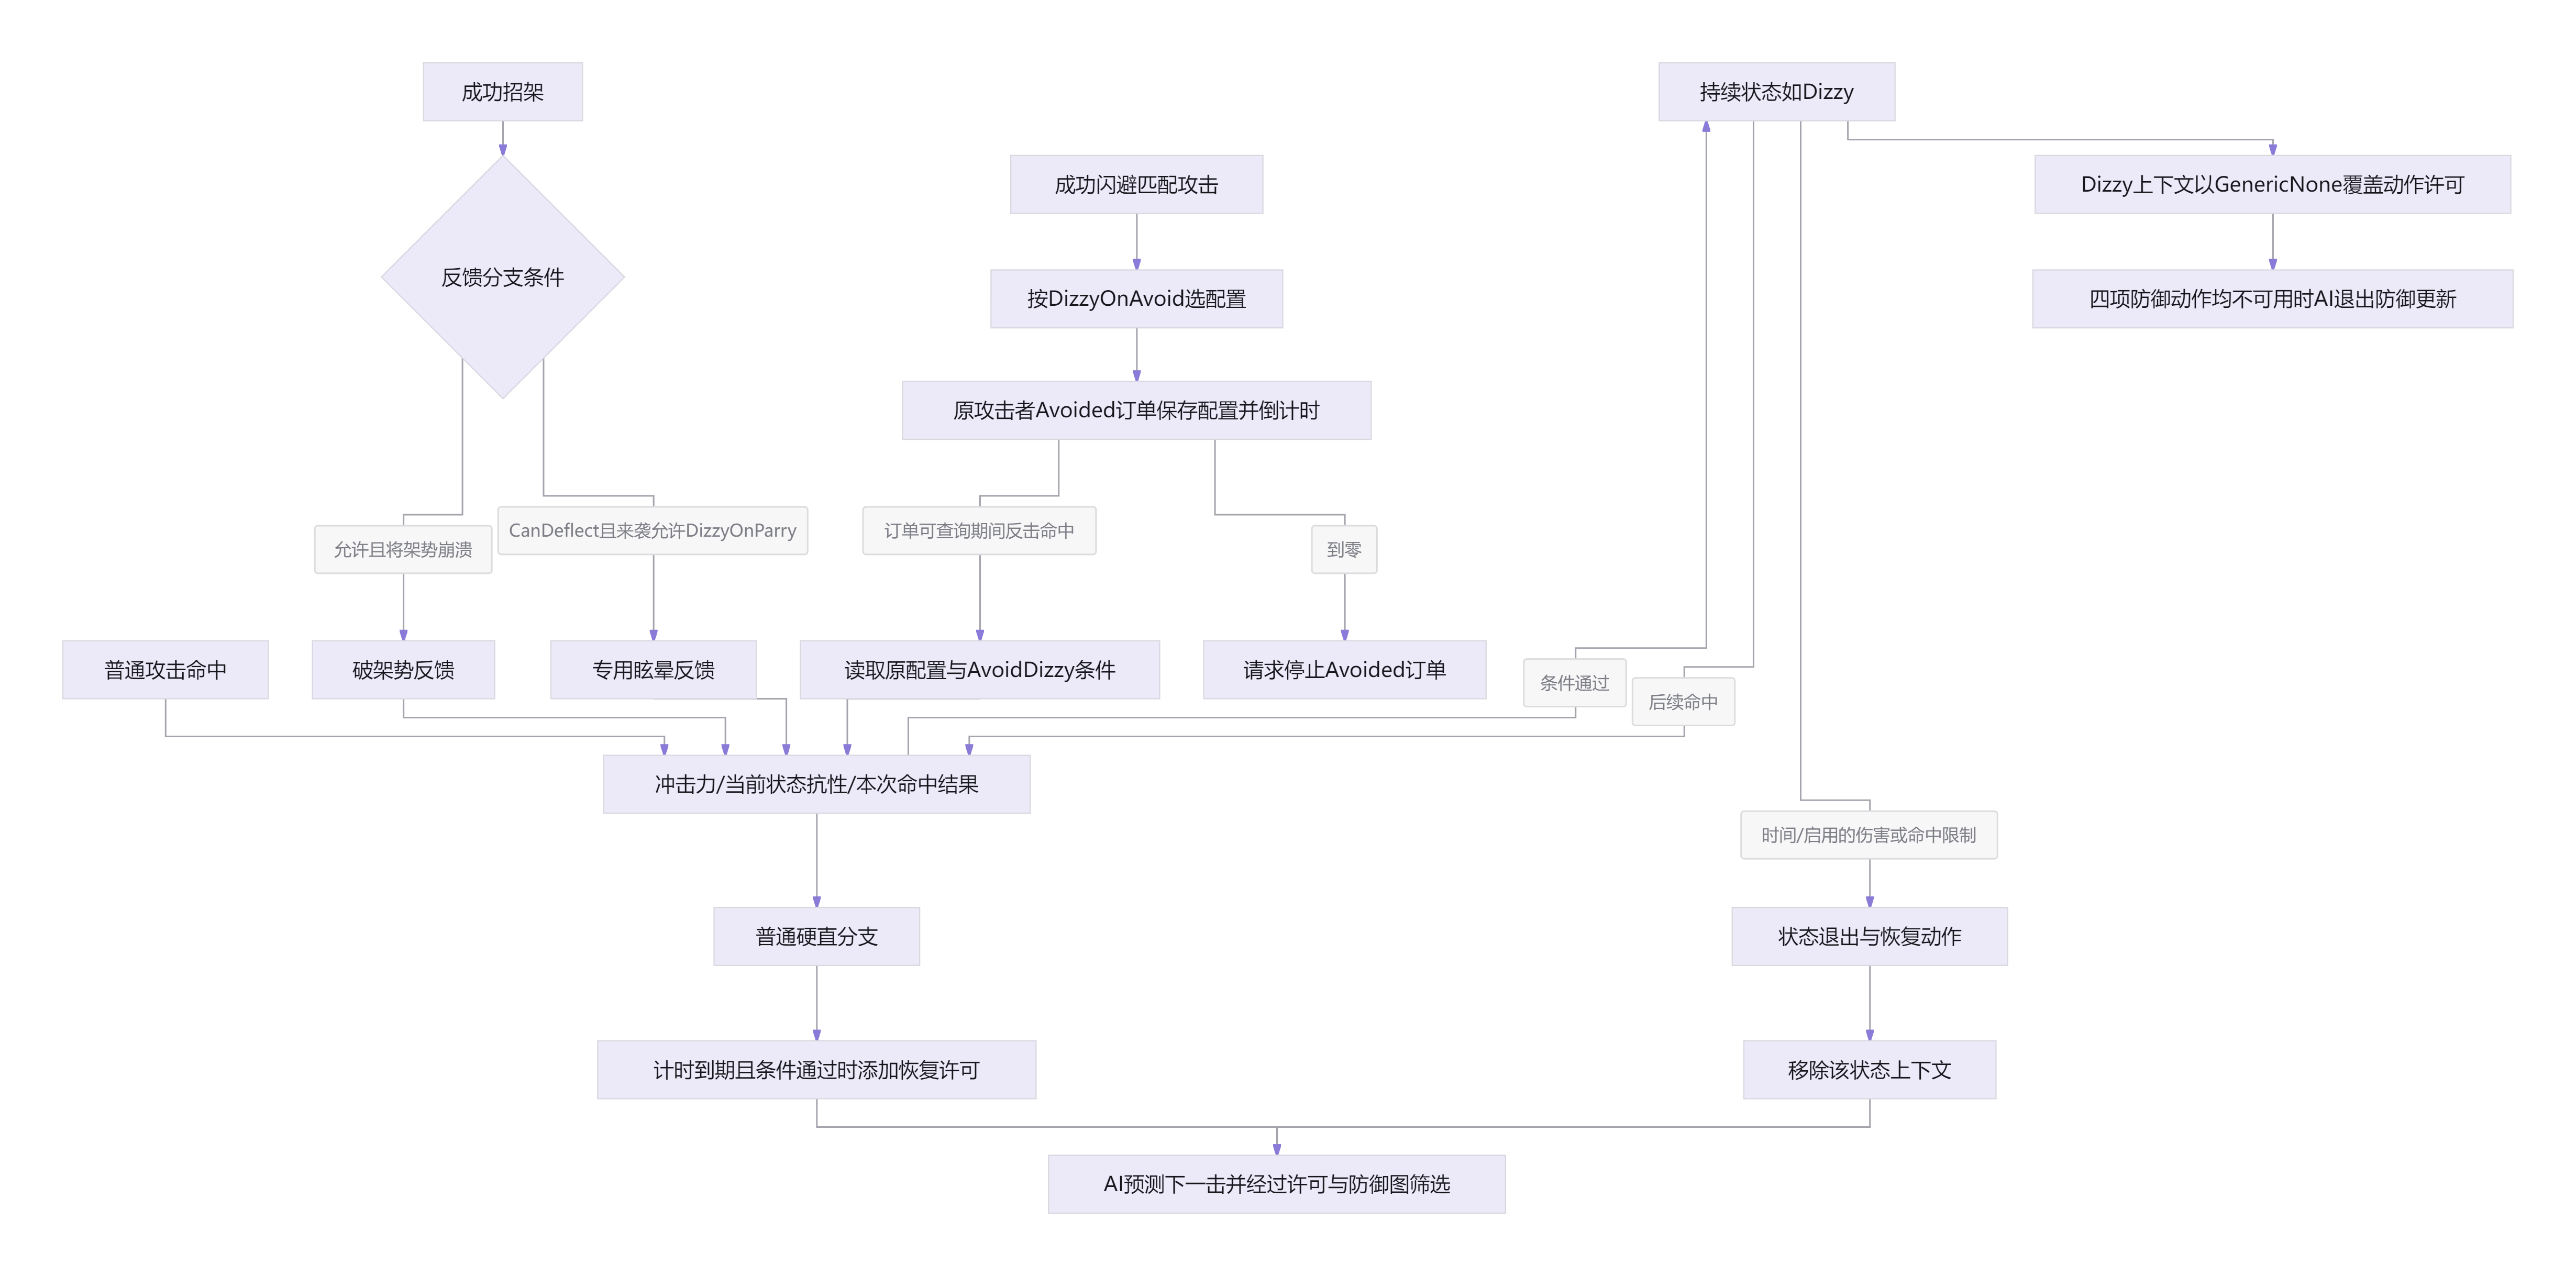 成功招架
持续状态如Dizzy
成功闪避匹配攻击
Dizzy上下文以GenericNone覆盖动作许可
反馈分支条件
按DizzyOnAvoid选配置
四项防御动作均不可用时AI退出防御更新
原攻击者Avoided订单保存配置并倒计时
允许且将架势崩溃
CanDeflect且来袭允许DizzyOnParry
订单可查询期间反击命中
到零
普通攻击命中
破架势反馈
专用眩晕反馈
读取原配置与AvoidDizzy条件
请求停止Avoided订单
条件通过
后续命中
冲击力/当前状态抗性/本次命中结果
时间/启用的伤害或命中限制
普通硬直分支
状态退出与恢复动作
计时到期且条件通过时添加恢复许可
移除该状态上下文
AI预测下一击并经过许可与防御图筛选